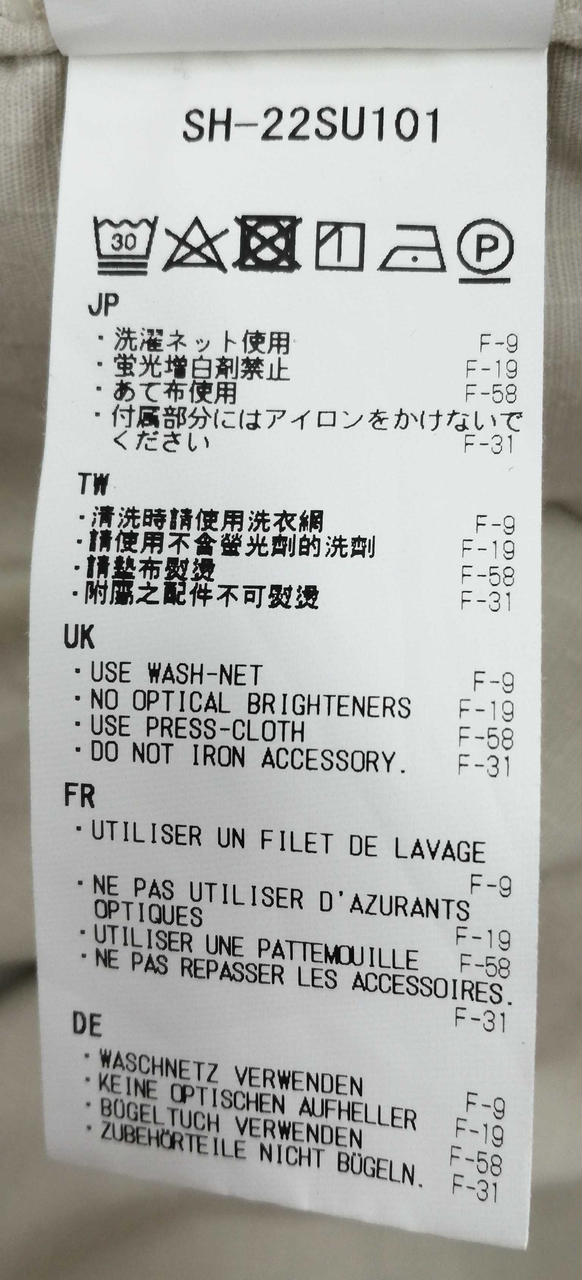 SH-22SU101
30
P
JP
・洗濯ネット使用 F-9
・蛍光増白剤禁止 F-19
・あて布使用 F-58
・付属部分にはアイロンをかけないで
ください F-31
TW
・清洗時請使用洗衣網 F-9
・請使用不含螢光劑的洗劑 F-19
・請墊布熨燙 F-58
・附屬之配件不可熨燙 F-31
UK
・USE WASH-NET F-9
・NO OPTICAL BRIGHTENERS F-19
・USE PRESS-CLOTH F-58
・DO NOT IRON ACCESSORY. F-31
FR
・UTILISER UN FILET DE LAVAGE
F-9
・NE PAS UTILISER D'AZURANTS
OPTIQUES F-19
・UTILISER UNE PATTEMOUILLE F-58
・NE PAS REPASSER LES ACCESSOIRES.
F-31
DE
・WASCHNETZ VERWENDEN F-9
・KEINE OPTISCHEN AUFHELLER F-19
・BÜGELTUCH VERWENDEN F-58
・ZUBEHÖRTEILE NICHT BÜGELN. F-31